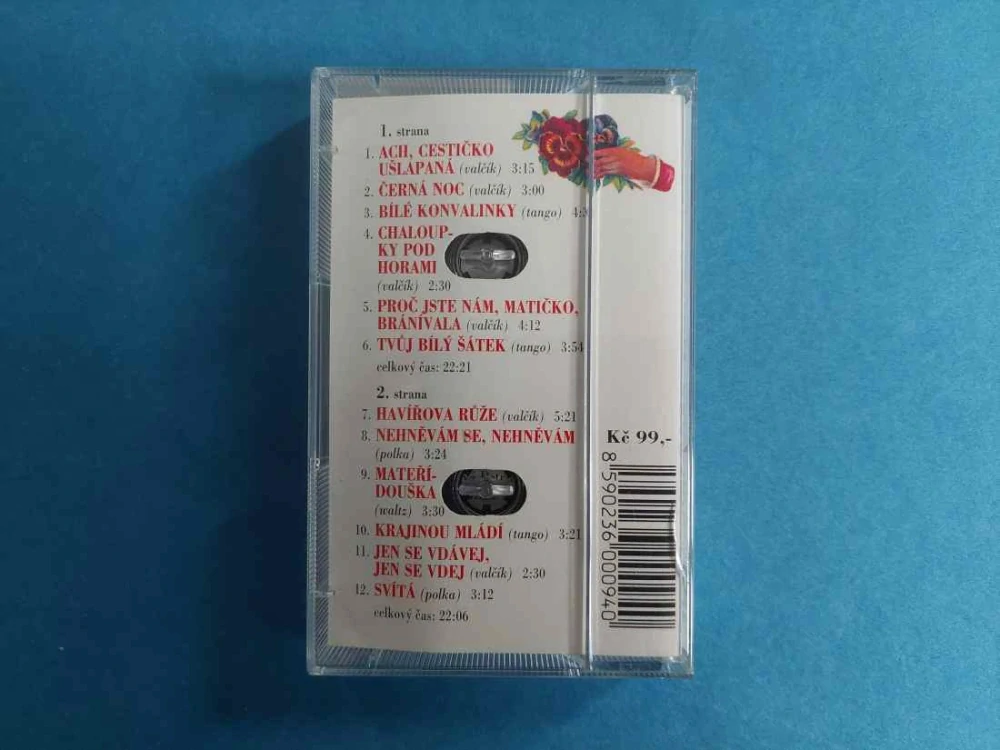 1. strana
1. ACH, CESTIČKO
UŠLAPANÁ (valčík) 3:15
2. ČERNÁ NOC (valčík) 3:00
3. BÍLÉ KONVALINKY (tango)
4. CHALOUP-
KY POD
HORAMI
(valčík) 2:30
5. PROČ JSTE NÁM, MATIČKO,
BRÁNÍVALA (valčík) 4:12
6. TVŮJ BÍLÝ ŠÁTEK (tango) 3:54
celkový čas: 22:21
2. strana
7. HAVÍŘOVA RŮŽE (valčík) 5:21
8. NEHNĚVÁM SE, NEHNĚVÁM
(polka) 3:24
9. MATEŘÍ-
DOUŠKA
(waltz) 3:30
10. KRAJINOU MLÁDÍ (tango) 3:21
11. JEN SE VDÁVEJ,
JEN SE VDEJ (valčík) 2:30
12. SVÍTÁ (polka) 3:12
celkový čas: 22:06
Kč 99,-
8 590236 000940